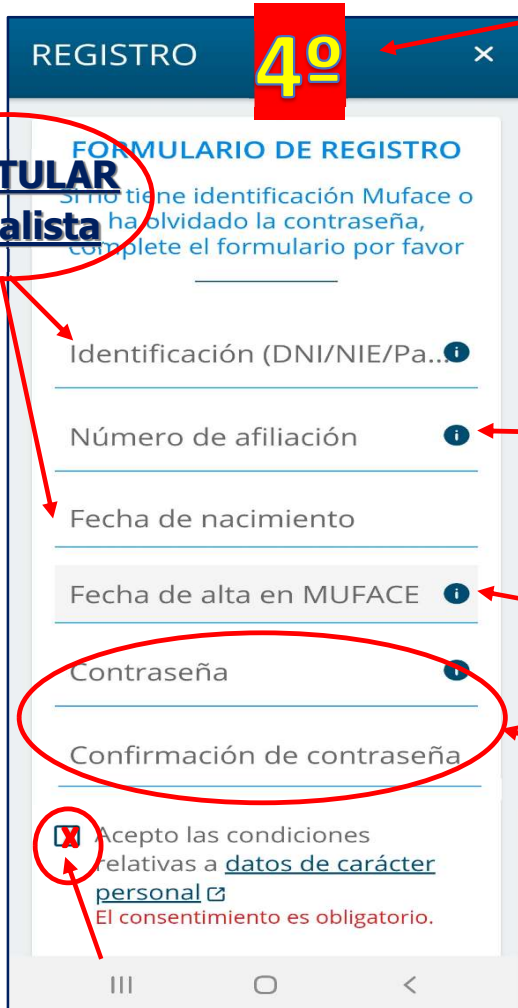 REGISTRO
4º
×
FORMULARIO DE REGISTRO
TULAR
alista
Si no tiene identificación Muface o
ha olvidado la contraseña,
complete el formulario por favor
Identificación (DNI/NIE/Pa...
Número de afiliación
Fecha de nacimiento
Fecha de alta en MUFACE
Contraseña
Confirmación de contraseña
X Acepto las condiciones
relativas a datos de carácter
personal
El consentimiento es obligatorio.